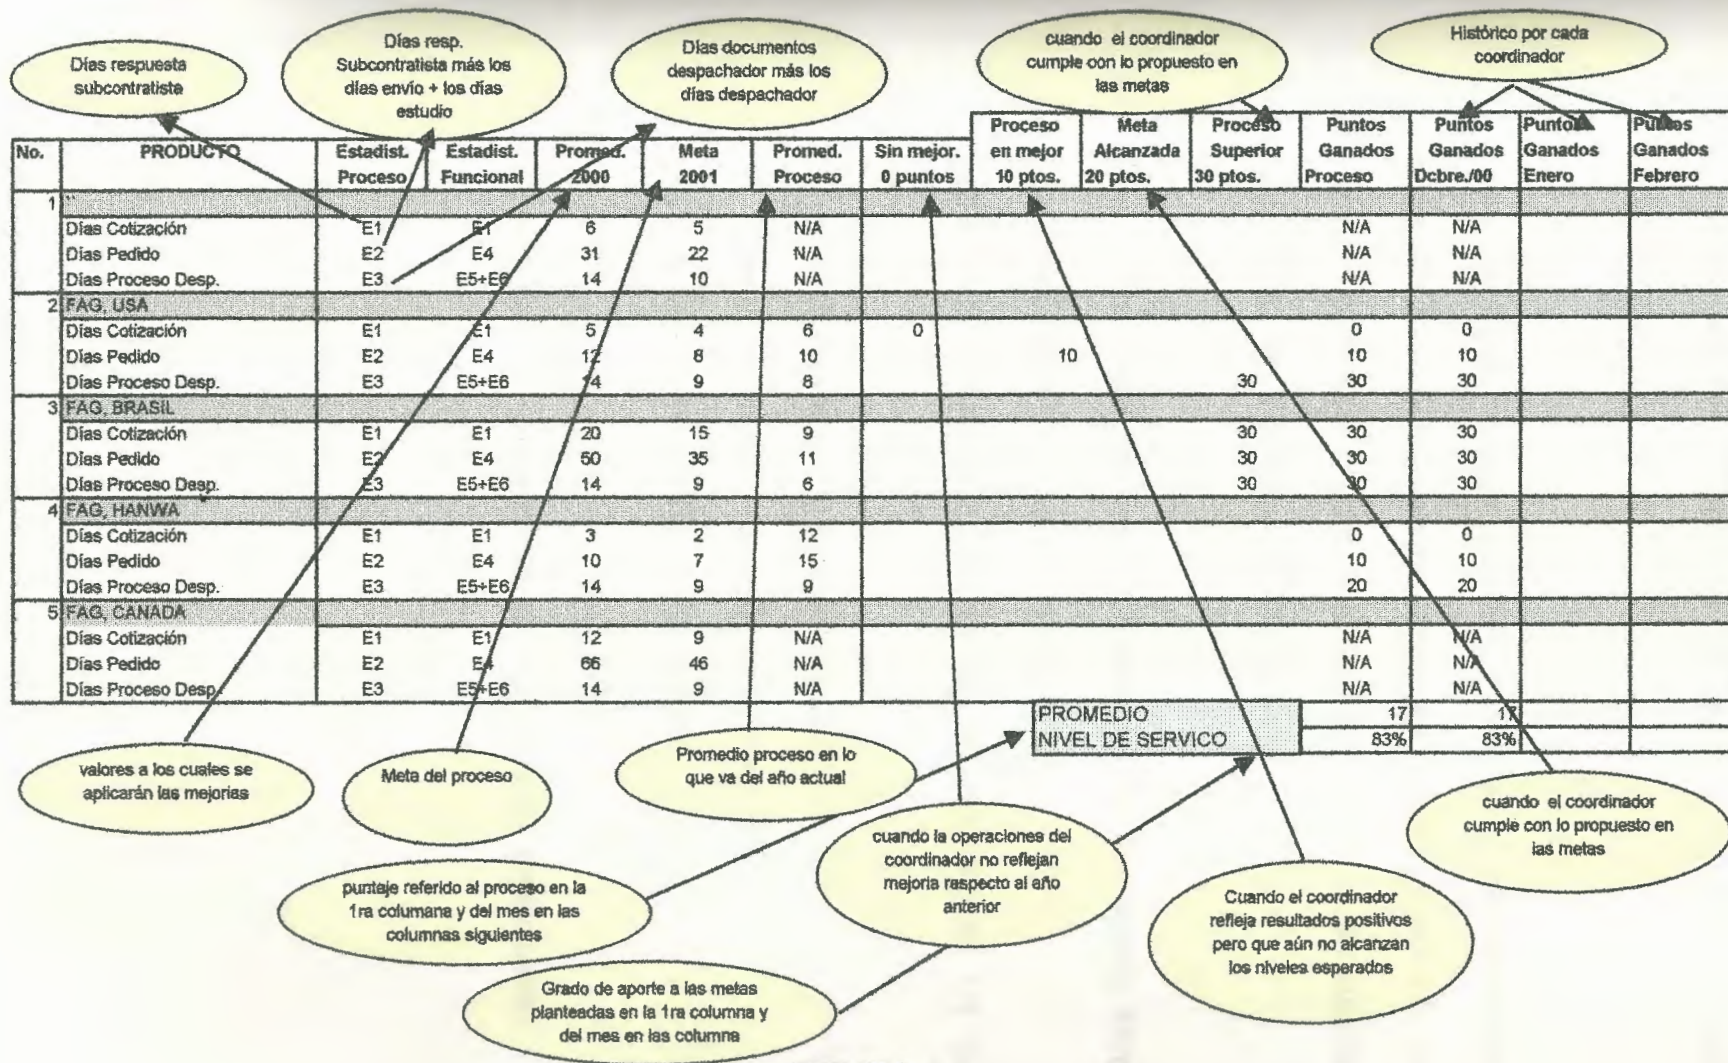 Días respuesta
subcontratista
Días resp.
Subcontratista más los
días envío + los días
estudio
Días documentos
despachador más los
días despachador
cuando el coordinador
cumple con lo propuesto en
las metas
Histórico por cada
coordinador
No. PRODUCTO Estadist. Proceso Estadist. Funcional Promed. 2000 Meta 2001 Promed. Proceso Sin mejor. 0 puntos Proceso en mejor 10 ptos. Meta Alcanzada 20 ptos. Proceso Superior 30 ptos. Puntos Ganados Proceso Puntos Ganados Dcbre./00 Puntos Ganados Enero Puntos Ganados Febrero
1 "
Días Cotización E1 E1 6 5 N/A N/A N/A
Días Pedido E2 E4 31 22 N/A N/A N/A
Días Proceso Desp. E3 E5+E6 14 10 N/A N/A N/A
2 FAG, USA
Días Cotización E1 E1 5 4 6 0 0 0
Días Pedido E2 E4 12 8 10 10 10 10
Días Proceso Desp. E3 E5+E6 14 9 8 30 30 30
3 FAG, BRASIL
Días Cotización E1 E1 20 15 9 30 30 30
Días Pedido E2 E4 50 35 11 30 30 30
Días Proceso Desp. E3 E5+E6 14 9 6 30 30 30
4 FAG, HANWA
Días Cotización E1 E1 3 2 12 0 0
Días Pedido E2 E4 10 7 15 10 10
Días Proceso Desp. E3 E5+E6 14 9 9 20 20
5 FAG, CANADA
Días Cotización E1 E1 12 9 N/A N/A N/A
Días Pedido E2 E4 66 46 N/A N/A N/A
Días Proceso Desp. E3 E5+E6 14 9 N/A N/A N/A
PROMEDIO 17 17
NIVEL DE SERVICO 83% 83%
valores a los cuales se
aplicarán las mejorias
Meta del proceso
Promedio proceso en lo
que va del año actual
puntaje referido al proceso en la
1ra columana y del mes en las
columnas siguientes
cuando la operaciones del
coordinador no reflejan
mejoria respecto al año
anterior
Cuando el coordinador
refleja resultados positivos
pero que aún no alcanzan
los niveles esperados
cuando el coordinador
cumple con lo propuesto en
las metas
Grado de aporte a las metas
planteadas en la 1ra columna y
del mes en las columna